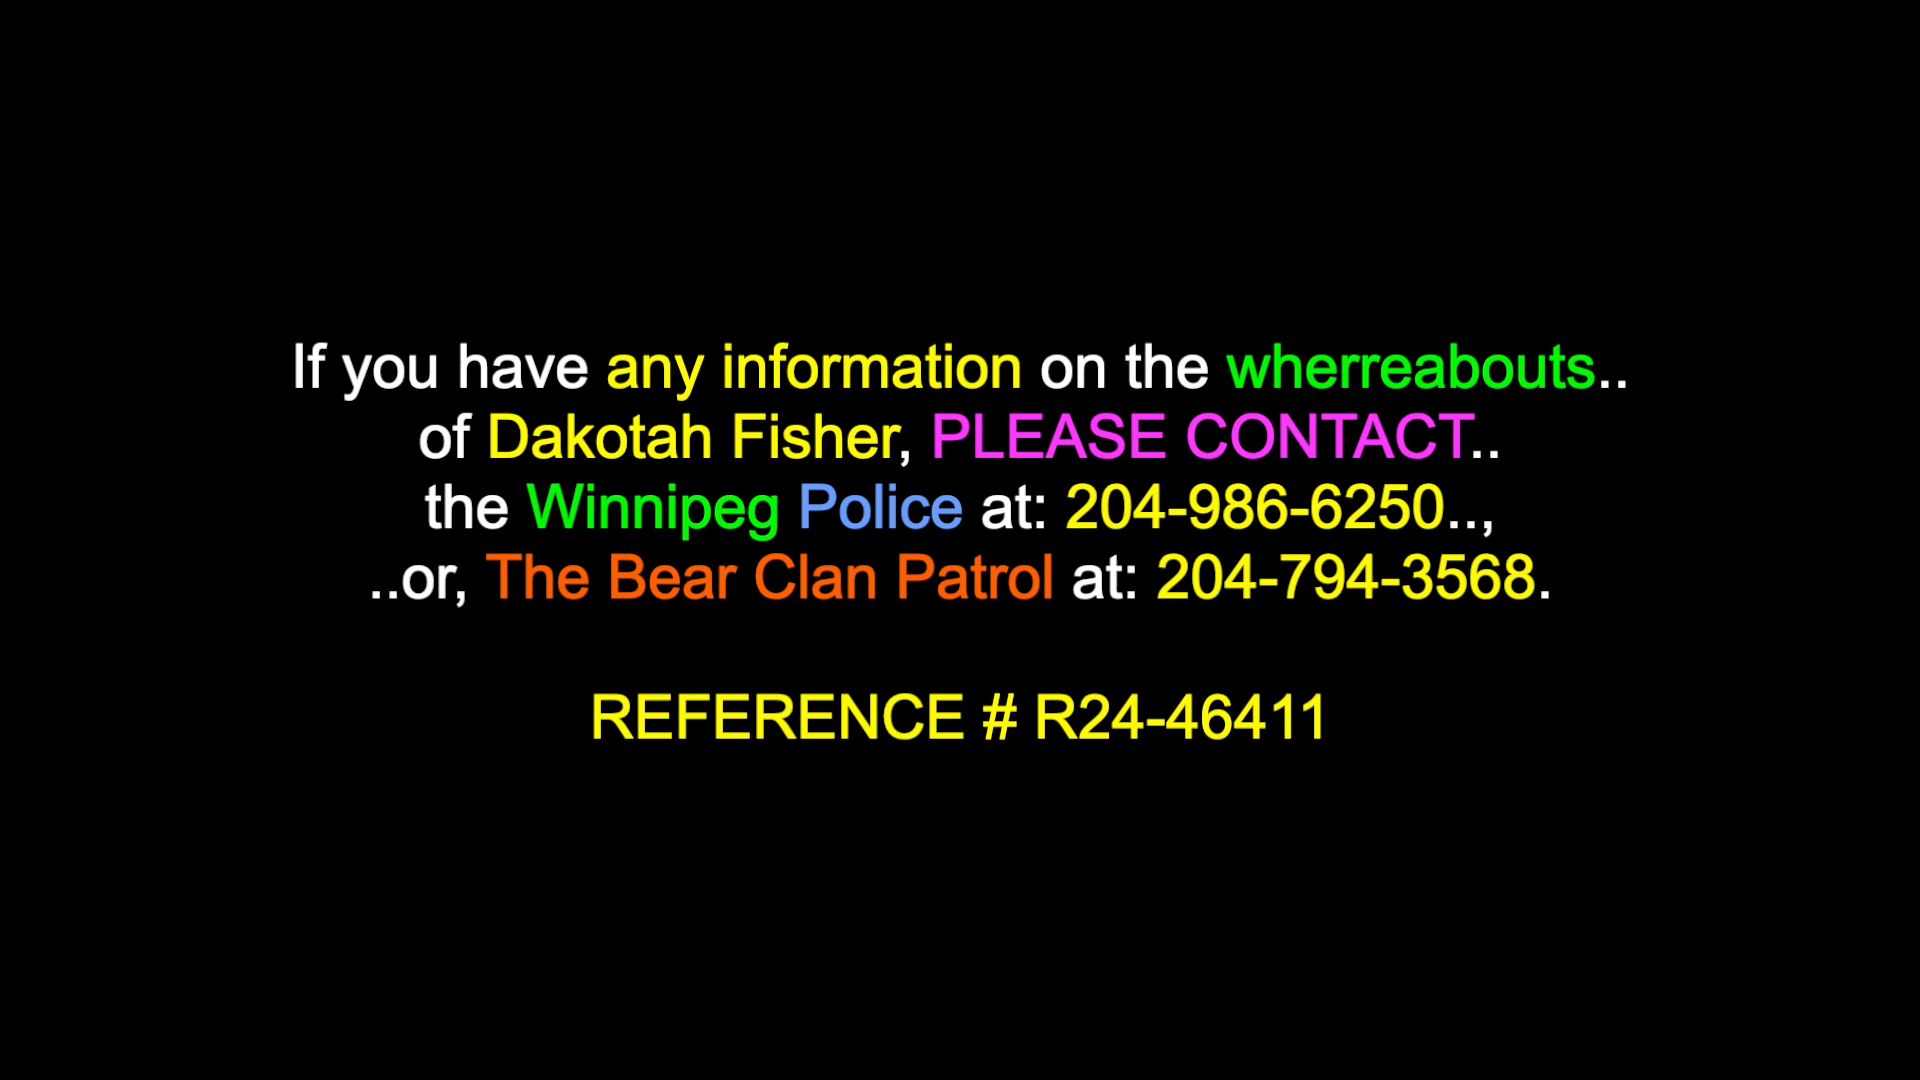 If you have any information on the wherreabouts..
of Dakotah Fisher, PLEASE CONTACT..
the Winnipeg Police at: 204-986-6250..,
..or, The Bear Clan Patrol at: 204-794-3568.
REFERENCE # R24-46411